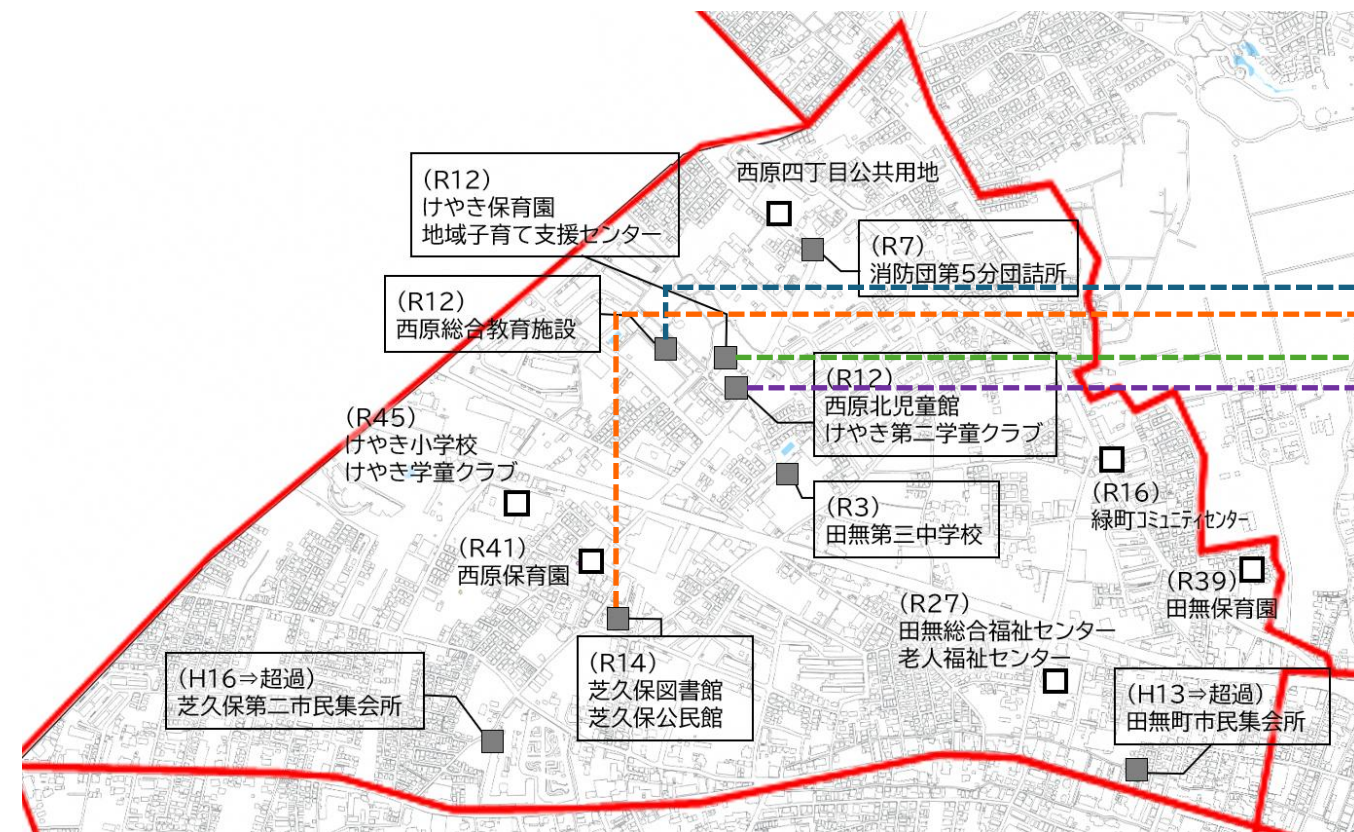 西原四丁目公共用地
(R12)
けやき保育園
地域子育て支援センター
(R7)
消防団第5分団詰所
(R12)
西原総合教育施設
(R12)
西原北児童館
けやき第二学童クラブ
(R45)
けやき小学校
けやき学童クラブ
(R3)
田無第三中学校
(R16)
緑町コミュニティセンター
(R41)
西原保育園
(R39)
田無保育園
(R27)
田無総合福祉センター
老人福祉センター
(R14)
芝久保図書館
芝久保公民館
(H16⇒超過)
芝久保第二市民集会所
(H13⇒超過)
田無町市民集会所